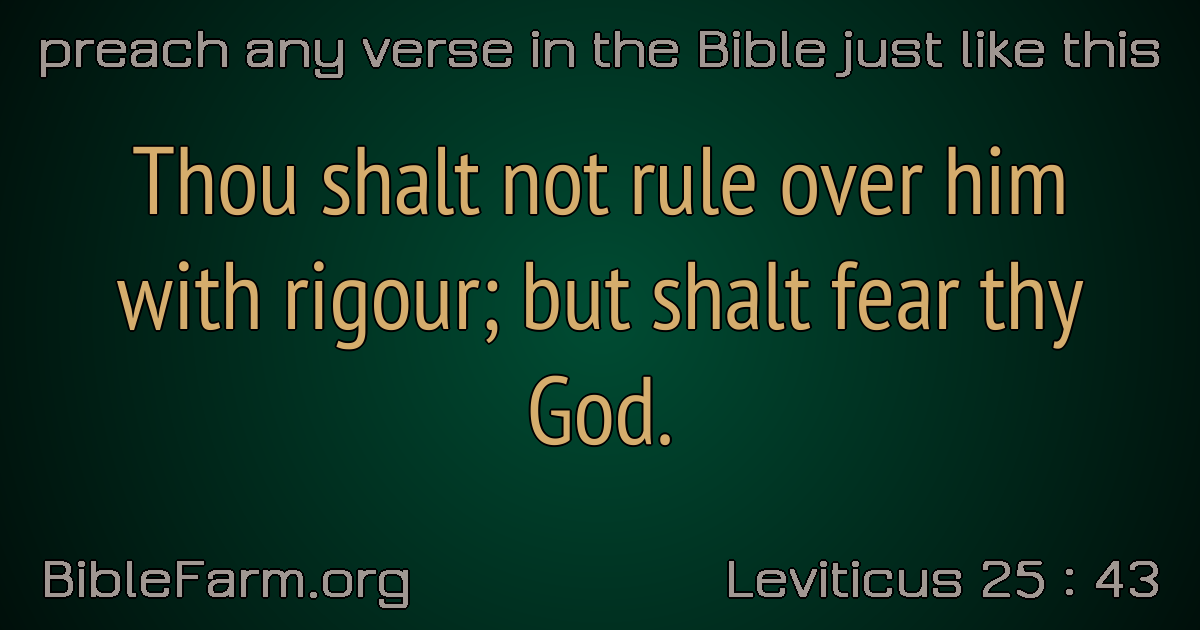 preach any verse in the Bible just like this
Thou shalt not rule over him
with rigour; but shalt fear thy
God.
BibleFarm.org
Leviticus 25 : 43